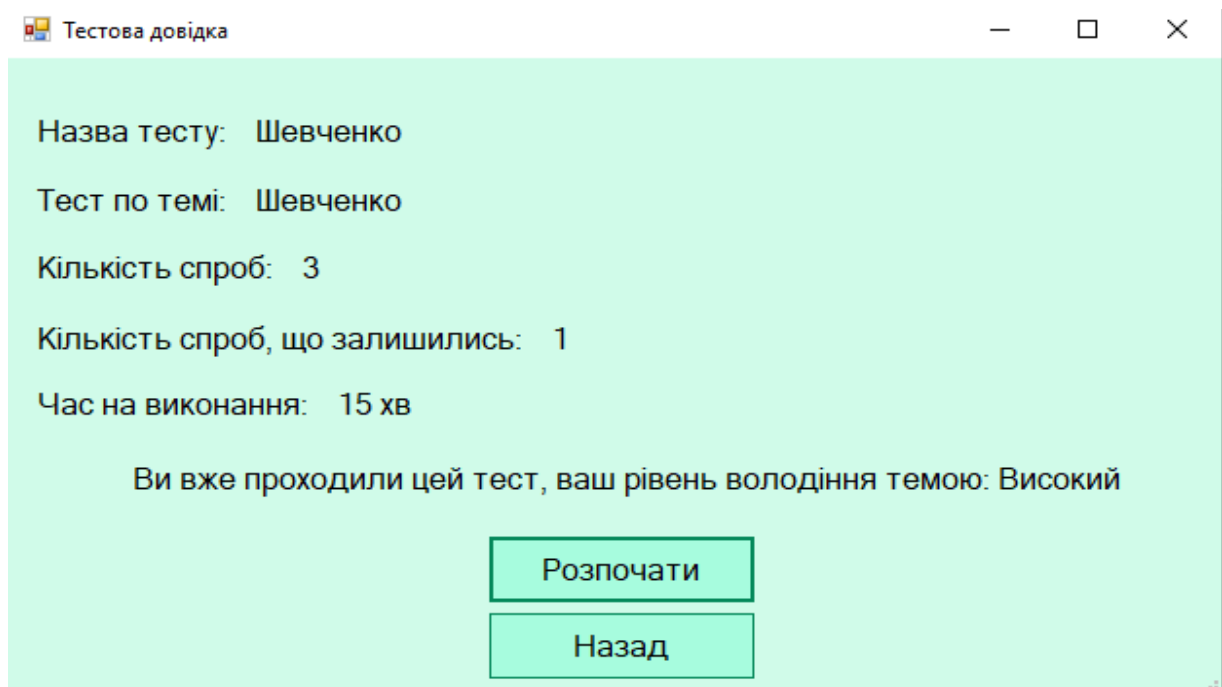 Тестова довідка
Назва тесту: Шевченко
Тест по темі: Шевченко
Кількість спроб: 3
Кількість спроб, що залишились: 1
Час на виконання: 15 хв
Ви вже проходили цей тест, ваш рівень володіння темою: Високий
Розпочати
Назад